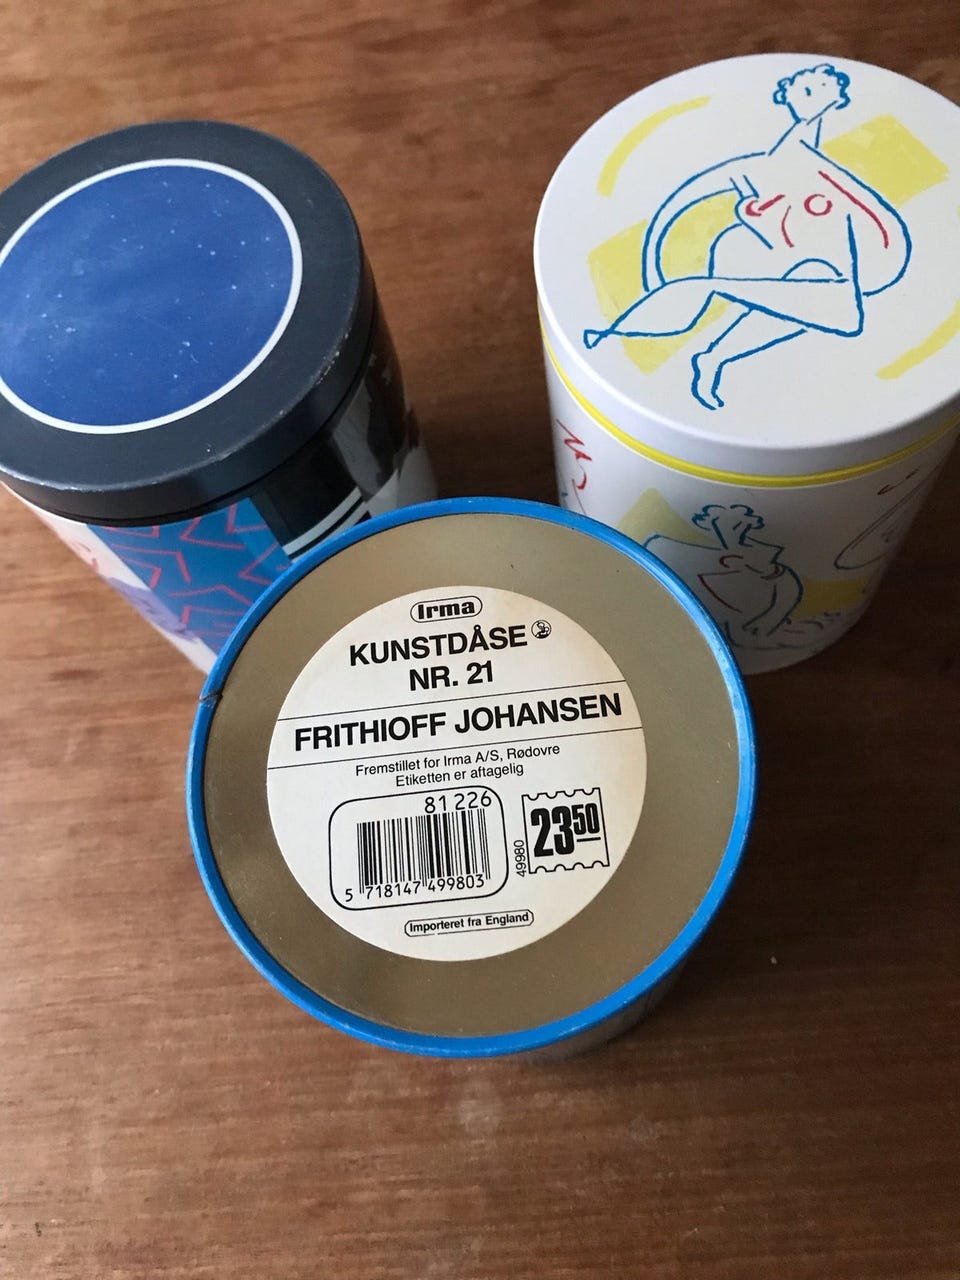 Irma
KUNSTDÅSE
NR. 21
FRITHIOFF JOHANSEN
Fremstillet for Irma A/S, Rødovre
Etiketten er aftagelig
81 226
5 718147 499803
49980
23 50
Importeret fra England